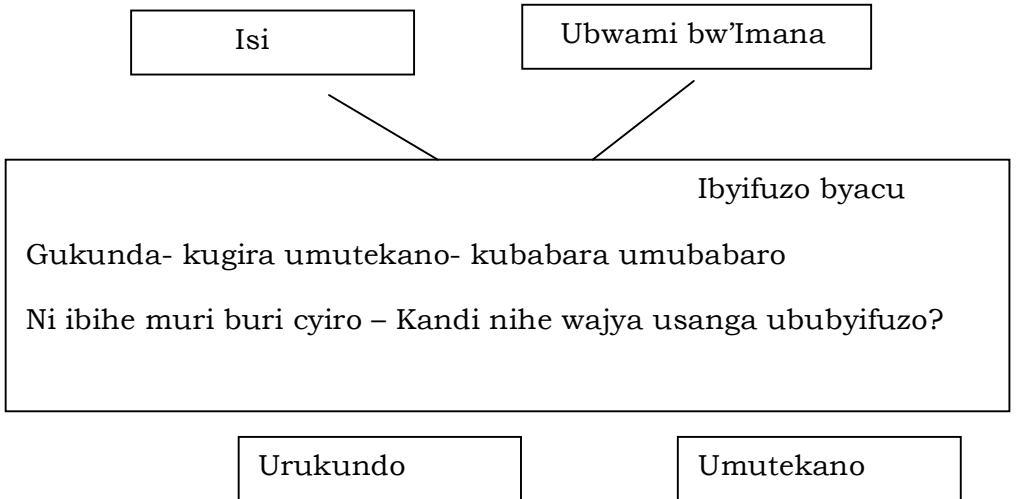 Isi
Ubwami bw’Imana
Ibyifuzo byacu
Gukunda- kugira umutekano- kubabara umubabaro
Ni ibihe muri buri cyiro – Kandi nihe wajya usanga ububyifuzo?
Urukundo
Umutekano